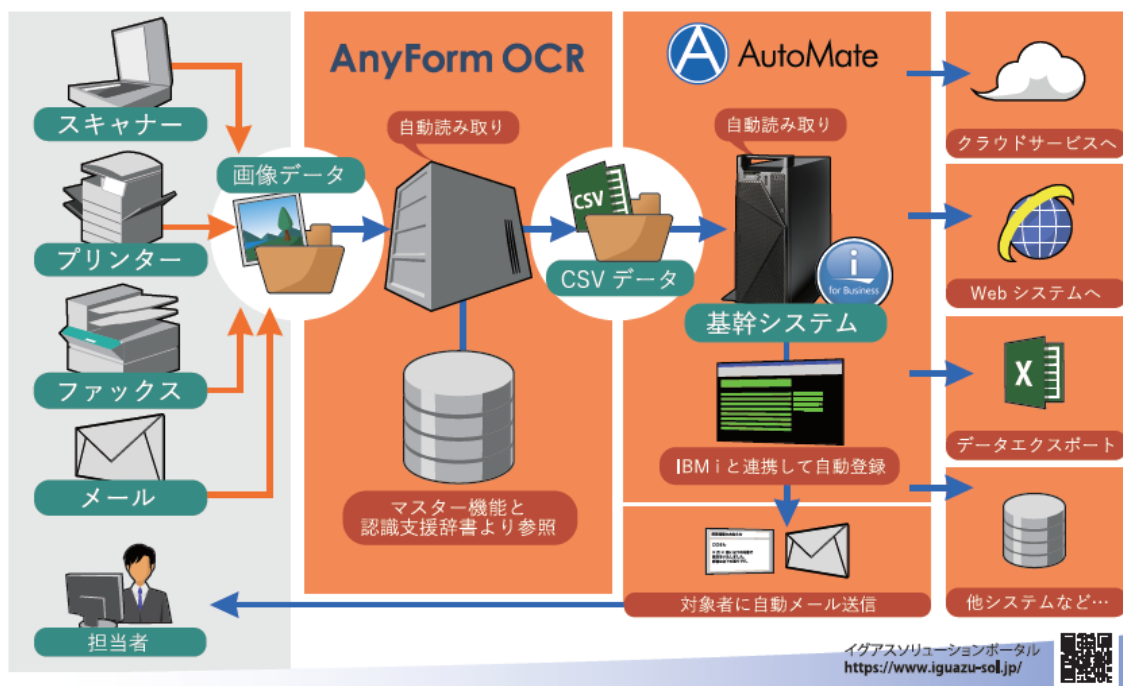 スキャナー
プリンター
ファックス
メール
担当者
画像データ
AnyForm OCR
自動読み取り
マスター機能と
認識支援辞書より参照
CSV
CSV データ
A
AutoMate
自動読み取り
i
for Business
基幹システム
IBM i と連携して自動登録
対象者に自動メール送信
クラウドサービスへ
Web システムへ
X
データエクスポート
他システムなど…
イグアスソリューションポータル
https://www.iguazu-sol.jp/